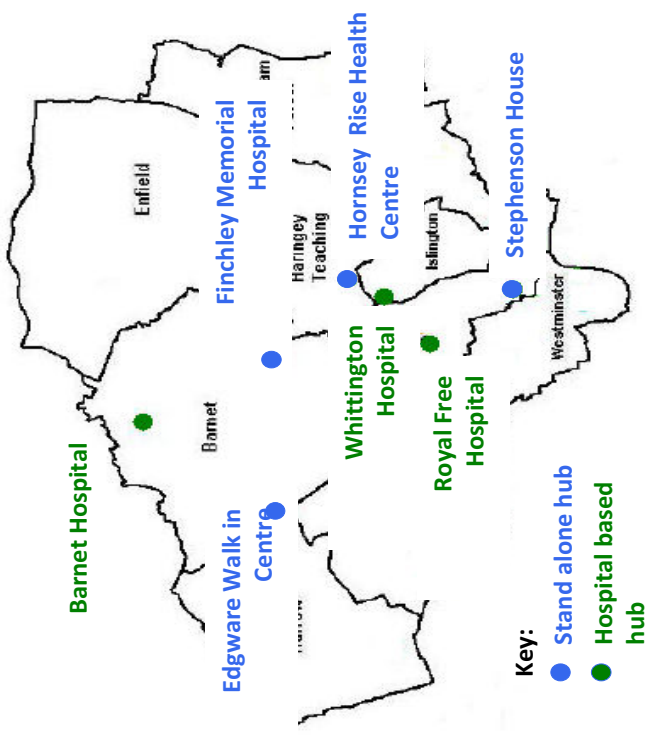 Barnet Hospital
Enfield
Finchley Memorial
Hospital
am
Barnet
Edgware Walk in
Centre
Haringey
Teaching
Hornsey Rise Health
Centre
Whittington
Hospital
Islington
Royal Free
Hospital
Stephenson House
Westminster
Key:
Stand alone hub
Hospital based
hub